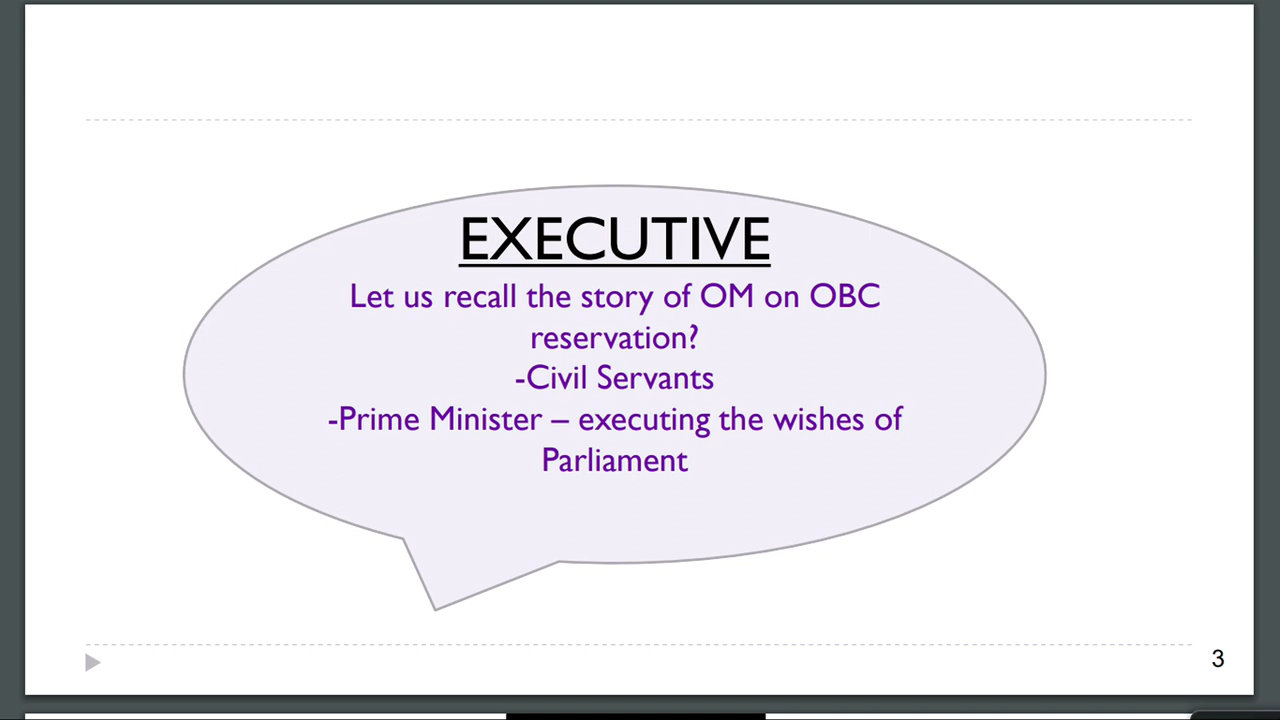 EXECUTIVE
Let us recall the story of OM on OBC
reservation?
-Civil Servants
-Prime Minister – executing the wishes of
Parliament
3